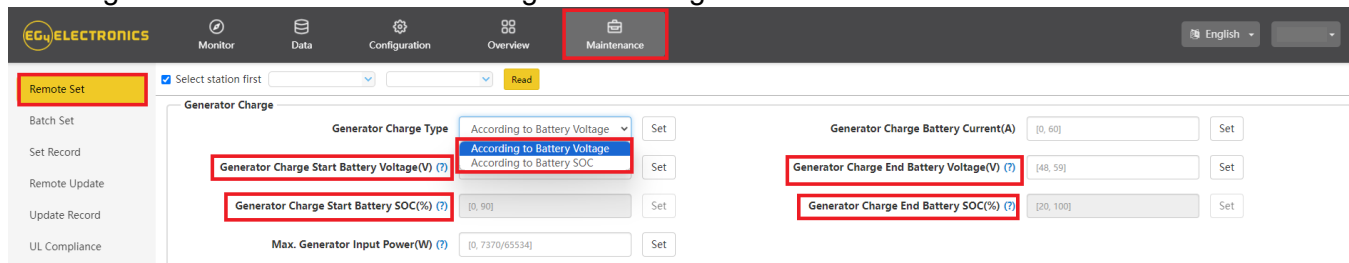 EG4 ELECTRONICS
Monitor
Data
Configuration
Overview
Maintenance
English
Remote Set
Select station first
Read
Generator Charge
Batch Set
Generator Charge Type
According to Battery Voltage
Set
Generator Charge Battery Current(A)
[0, 60]
Set
According to Battery Voltage
According to Battery SOC
Set Record
Generator Charge Start Battery Voltage(V) (?)
Set
Generator Charge End Battery Voltage(V) (?)
[48, 59]
Set
Remote Update
Generator Charge Start Battery SOC(%) (?)
[0, 90]
Set
Generator Charge End Battery SOC(%) (?)
[20, 100]
Set
Update Record
UL Compliance
Max. Generator Input Power(W) (?)
[0, 7370/65534]
Set